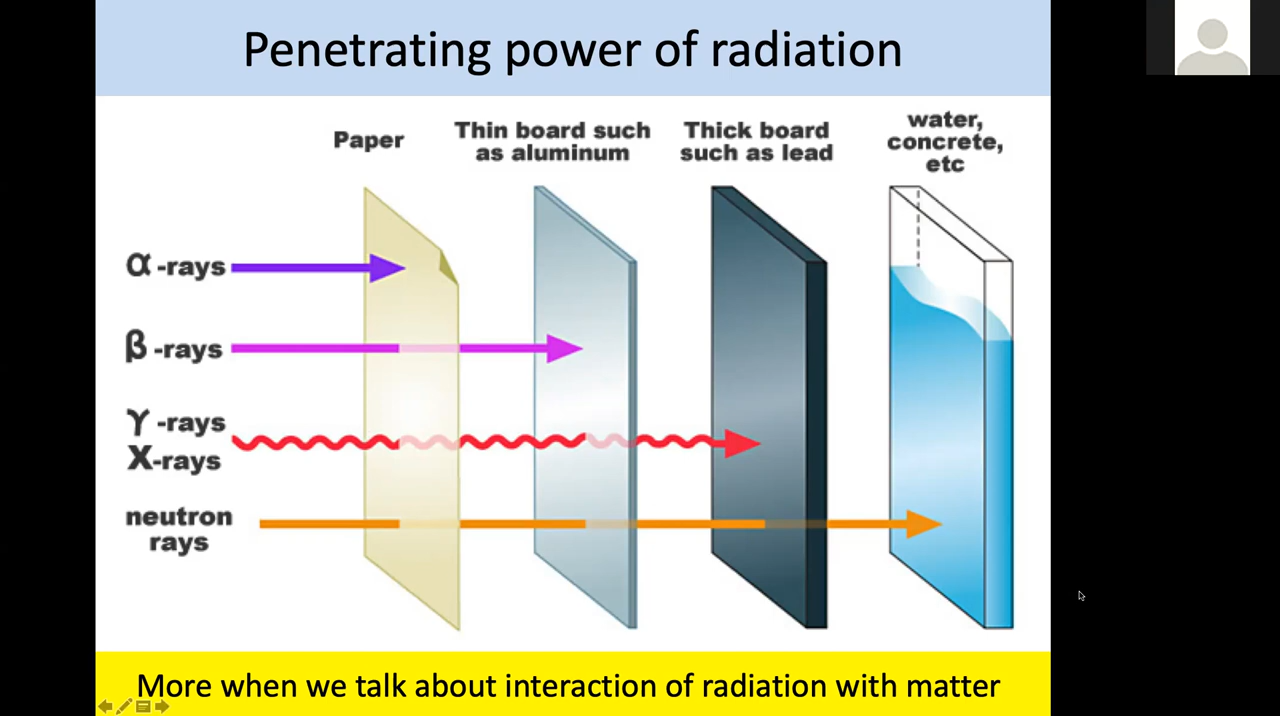 Penetrating power of radiation
Paper
Thin board such
as aluminum
Thick board
such as lead
water,
concrete,
etc
α -rays
β -rays
γ -rays
X-rays
neutron
rays
More when we talk about interaction of radiation with matter